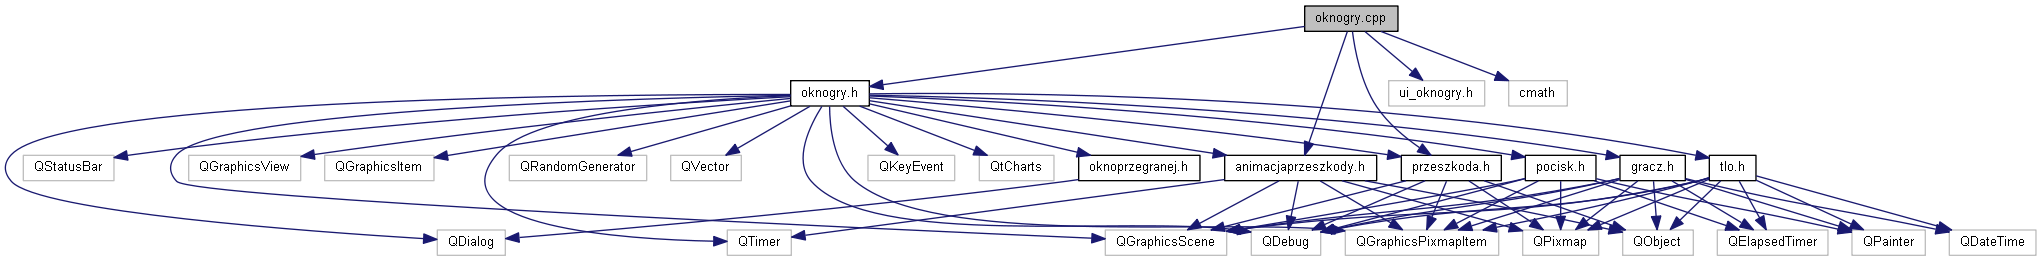 oknogry.cpp
oknogry.h
ui_oknogry.h
cmath
QStatusBar
QGraphicsView
QGraphicsItem
QRandomGenerator
QVector
QKeyEvent
QtCharts
oknoprzegranej.h
animacjaprzeszkody.h
przeszkoda.h
pocisk.h
gracz.h
tlo.h
QDialog
QTimer
QGraphicsScene
QDebug
QGraphicsPixmapItem
QPixmap
QObject
QElapsedTimer
QPainter
QDateTime